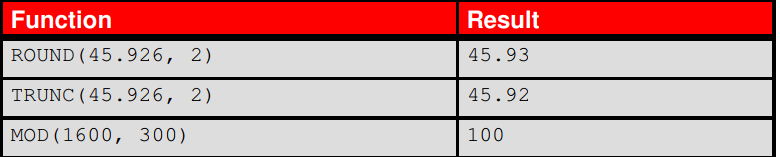 Function Result
ROUND(45.926, 2) 45.93
TRUNC(45.926, 2) 45.92
MOD(1600, 300) 100